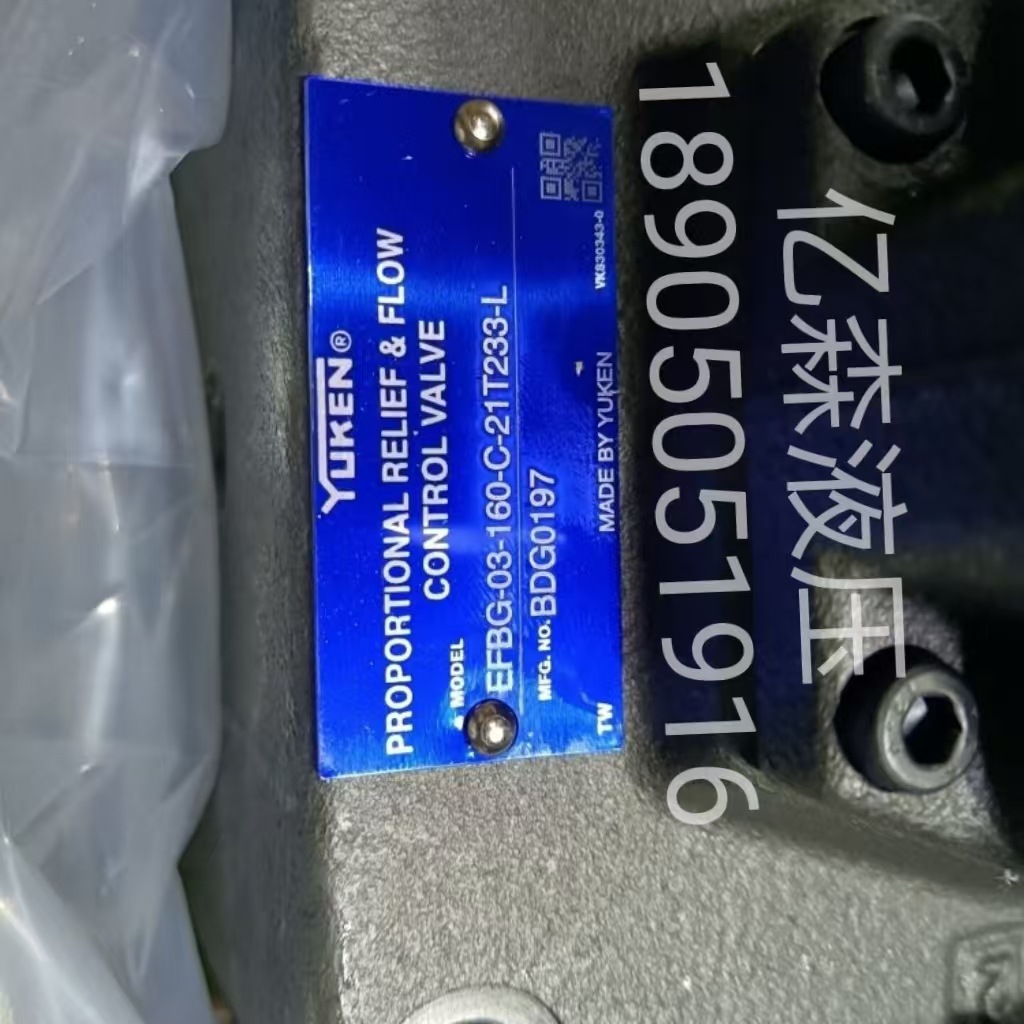 YUKEN®
PROPORTIONAL RELIEF & FLOW
CONTROL VALVE
MODEL
EFBG-03-160-C-21T233-L
MFG. NO. BDG0197
MADE BY YUKEN
TW
VK830343-0
18905051916
亿森液压